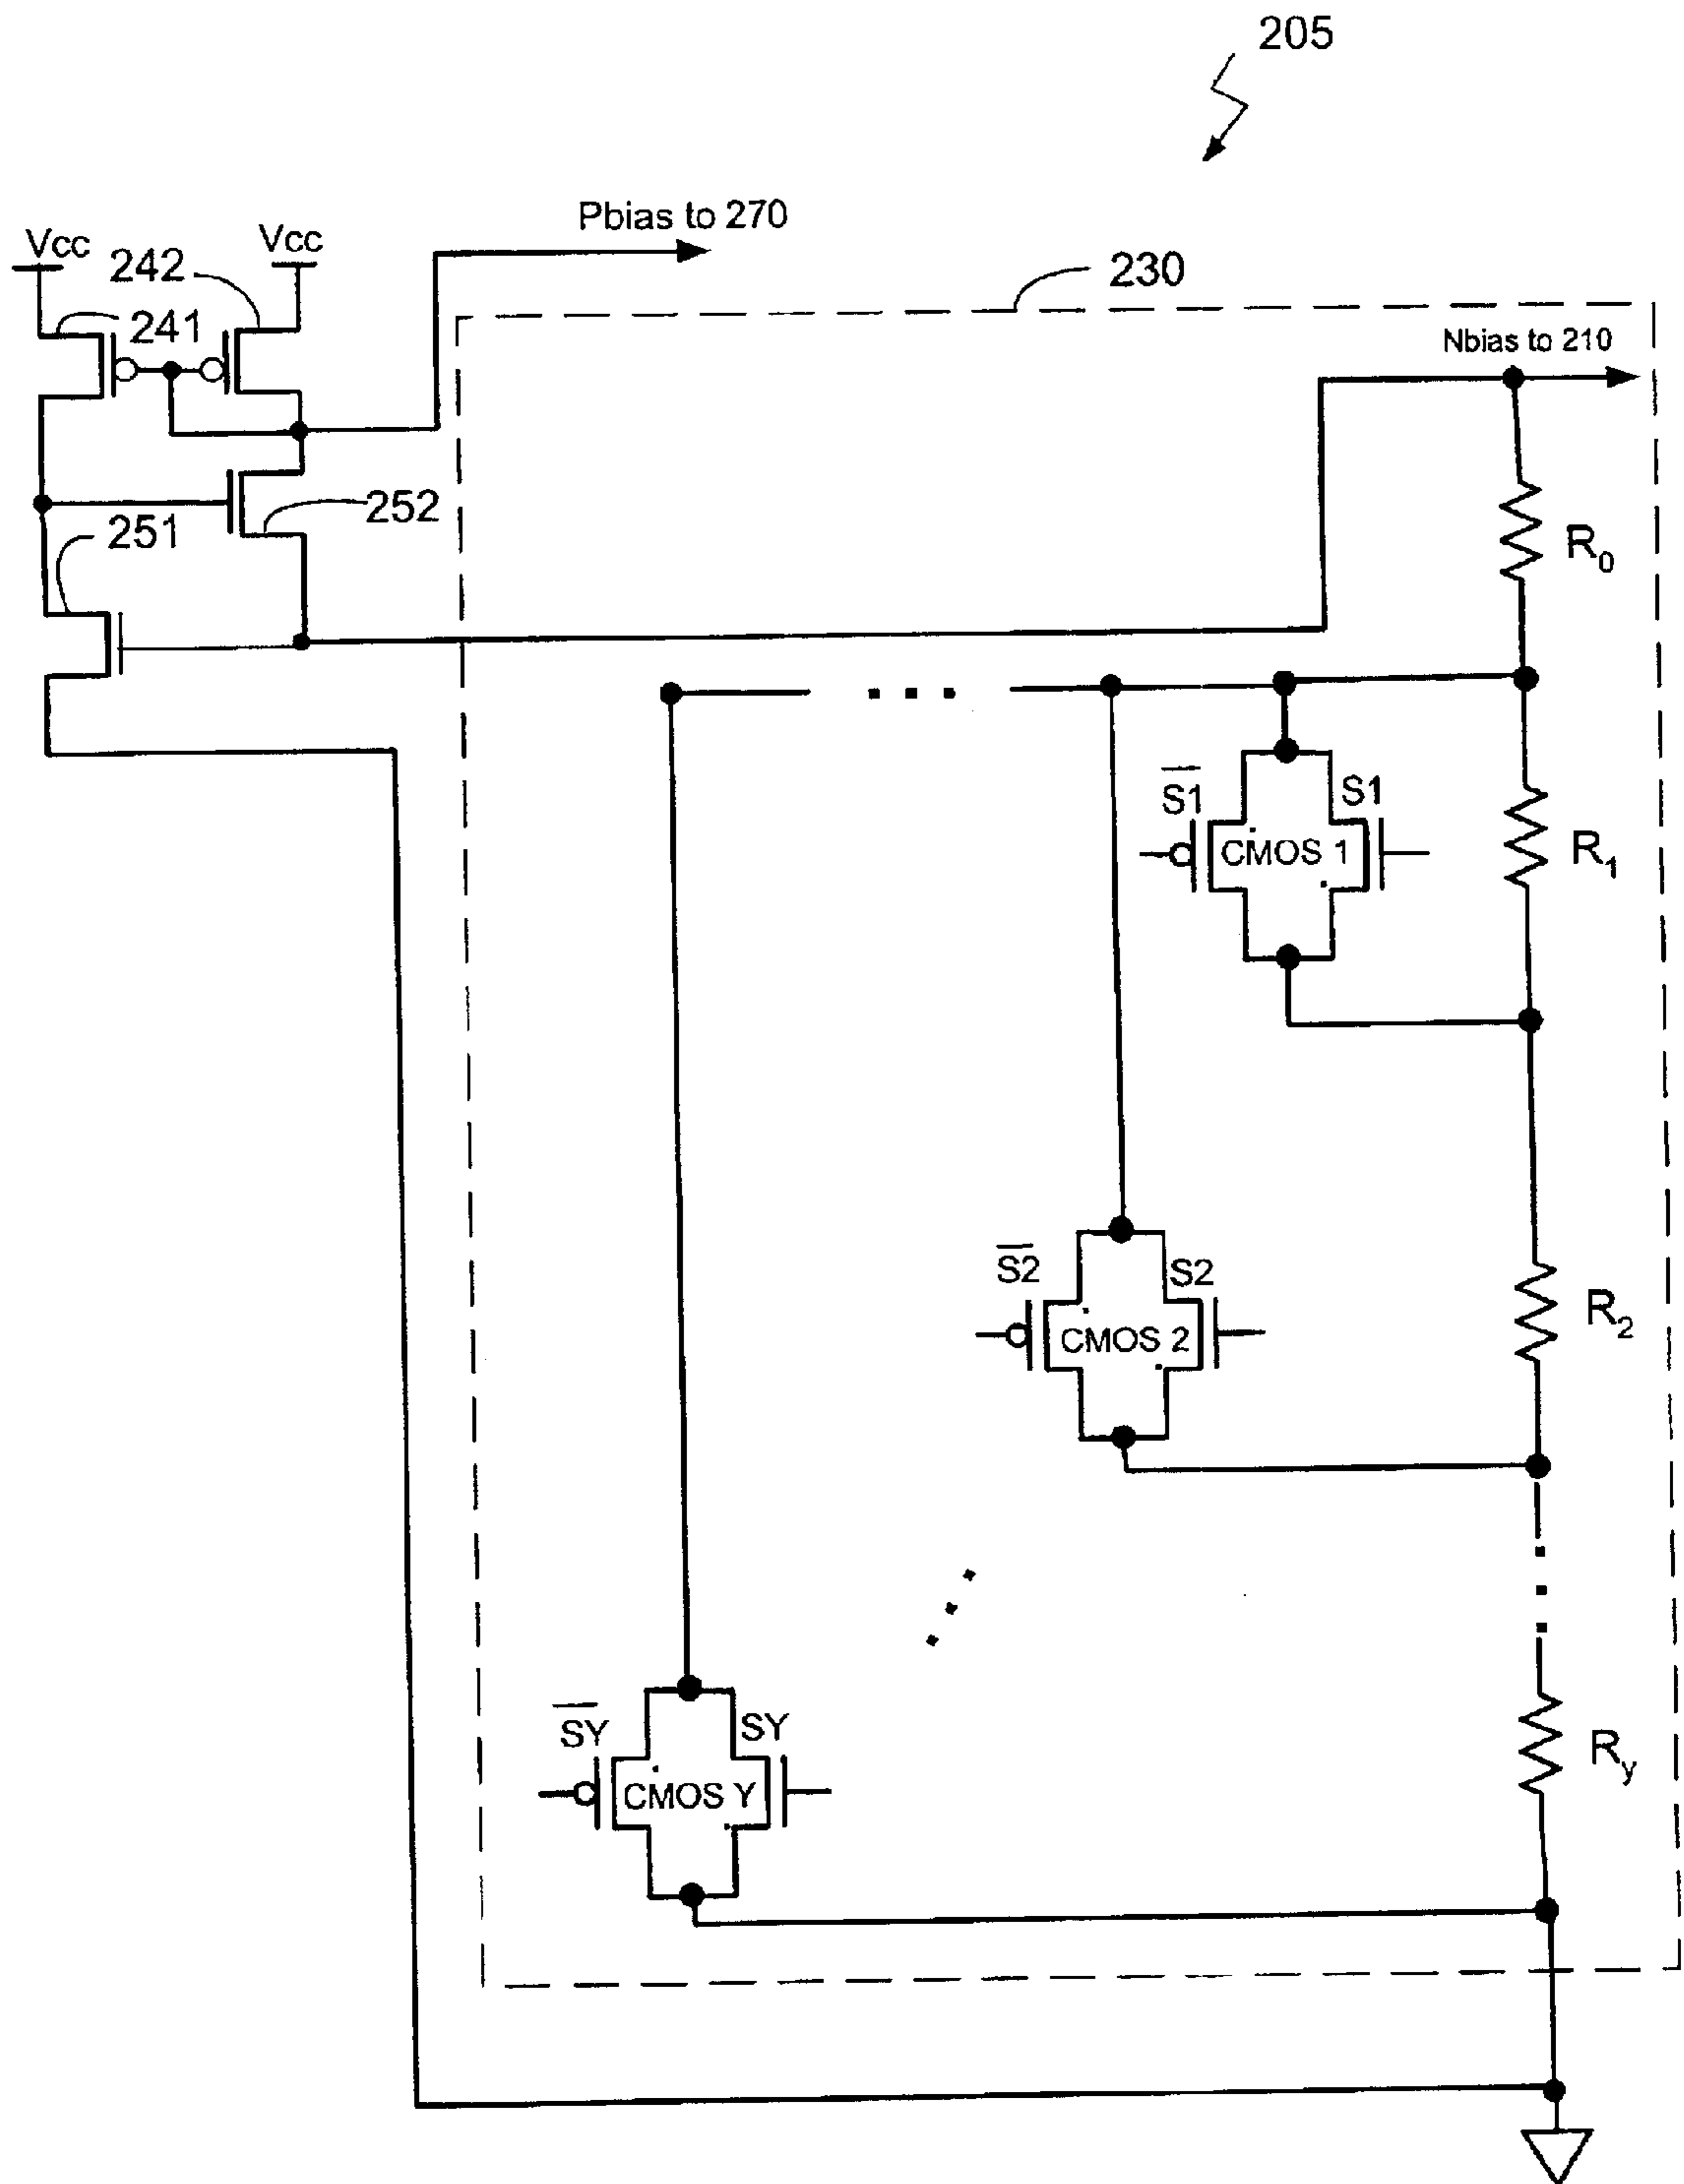 205
Pbias to 270
Vcc
Vcc
242
230
241
Nbias to 210
252
251
R0
S1
S1
CMOS 1
R1
S2
S2
CMOS 2
R2
SY
SY
CMOS Y
Ry